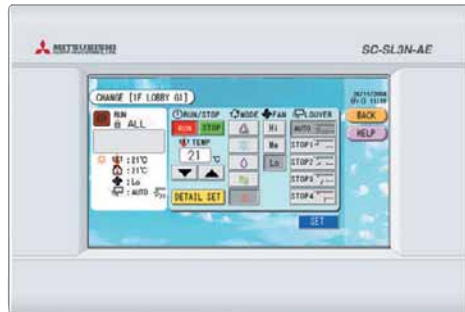 MITSUBISHI
SC-SL3N-AE
CHANGE [1F LOBBY 01]
RUN
ALL
RUN/STOP
MODE
FAN
LOUVER
BACK
HELP
RUN
STOP
Hi
Me
Lo
AUTO
STOP1
STOP2
STOP3
STOP4
TEMP
21 ℃
:21℃
:21℃
:Lo
:AUTO
DETAIL SET
SET